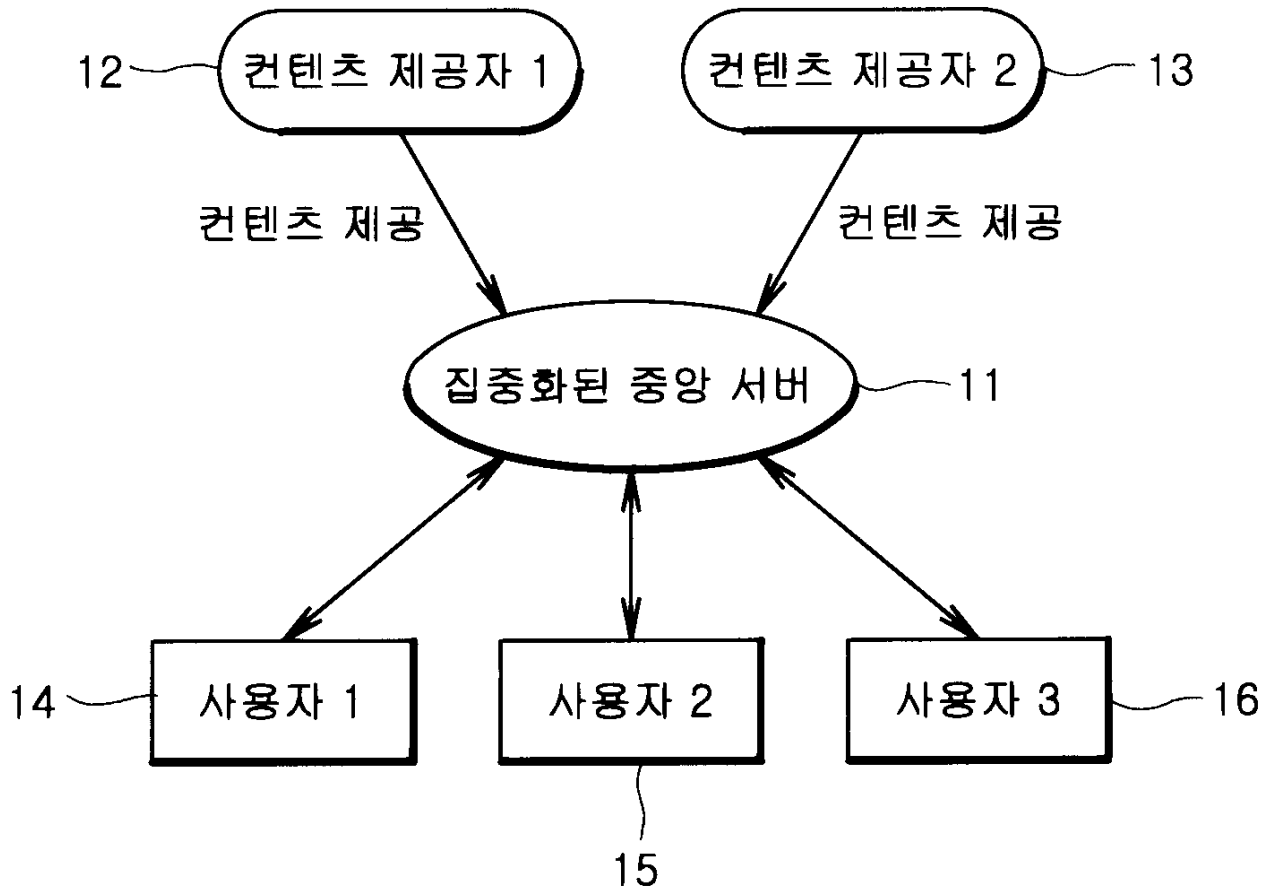 12
컨텐츠 제공자 1
컨텐츠 제공자 2
13
컨텐츠 제공
컨텐츠 제공
집중화된 중앙 서버
11
14
사용자 1
사용자 2
사용자 3
16
15